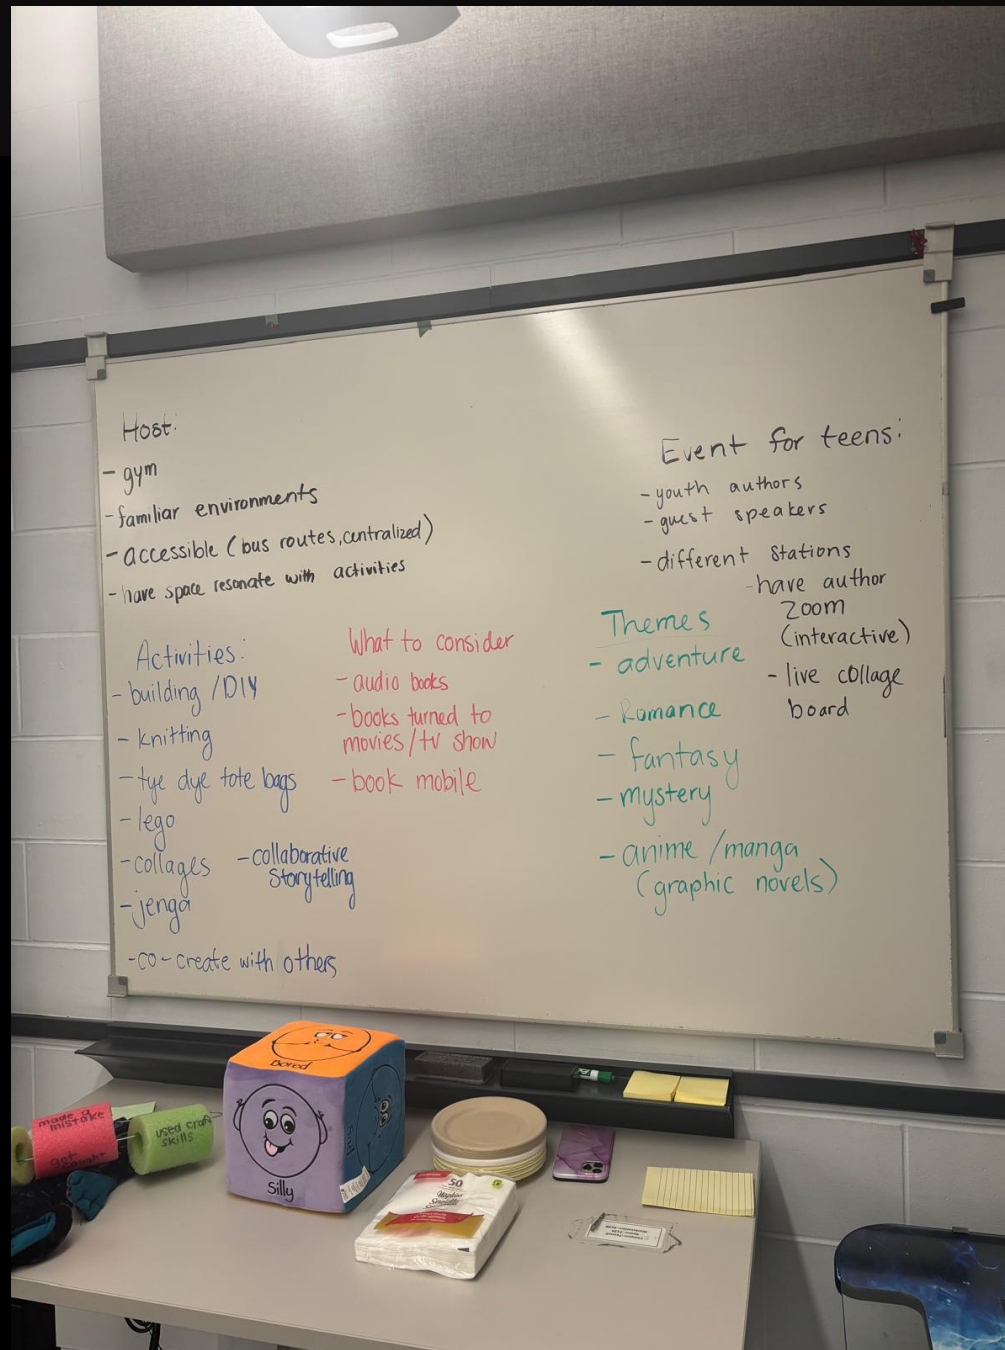 Host:
- gym
- familiar environments
- accessible (bus routes, centralized)
- have space resonate with activities
Activities:
- building / DIY
- knitting
- tye dye tote bags
- lego
- collages
- collaborative
storytelling
- jenga
- co-create with others
What to consider
- audio books
- books turned to
movies/tv show
- book mobile
Event for teens:
- youth authors
- guest speakers
- different stations
- have author
zoom
(interactive)
- live collage
board
Themes
- adventure
- Romance
- fantasy
- mystery
- anime /manga
(graphic novels)
made a
mistake
got
used craft
skills
Bored
Silly
50
Napkins